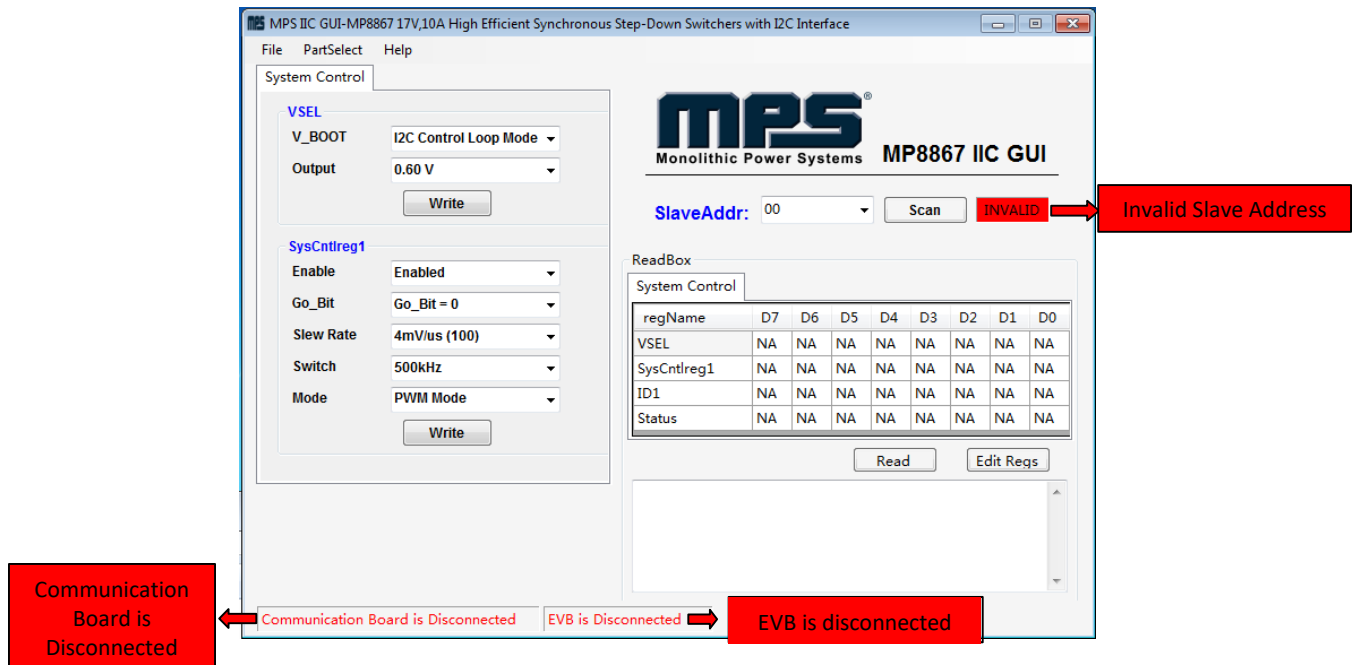 MPS IIC GUI-MP8867 17V,10A High Efficient Synchronous Step-Down Switchers with I2C Interface
File PartSelect Help
System Control
VSEL
V_BOOT I2C Control Loop Mode
Output 0.60 V
Write
SysCntlreg1
Enable Enabled
Go_Bit Go_Bit = 0
Slew Rate 4mV/us (100)
Switch 500kHz
Mode PWM Mode
Write
mps®
Monolithic Power Systems
MP8867 IIC GUI
SlaveAddr: 00 Scan INVALID
Invalid Slave Address
ReadBox
System Control
regName D7 D6 D5 D4 D3 D2 D1 D0
VSEL NA NA NA NA NA NA NA NA
SysCntlreg1 NA NA NA NA NA NA NA NA
ID1 NA NA NA NA NA NA NA NA
Status NA NA NA NA NA NA NA NA
Read Edit Regs
Communication
Board is
Disconnected
Communication Board is Disconnected EVB is Disconnected
EVB is disconnected